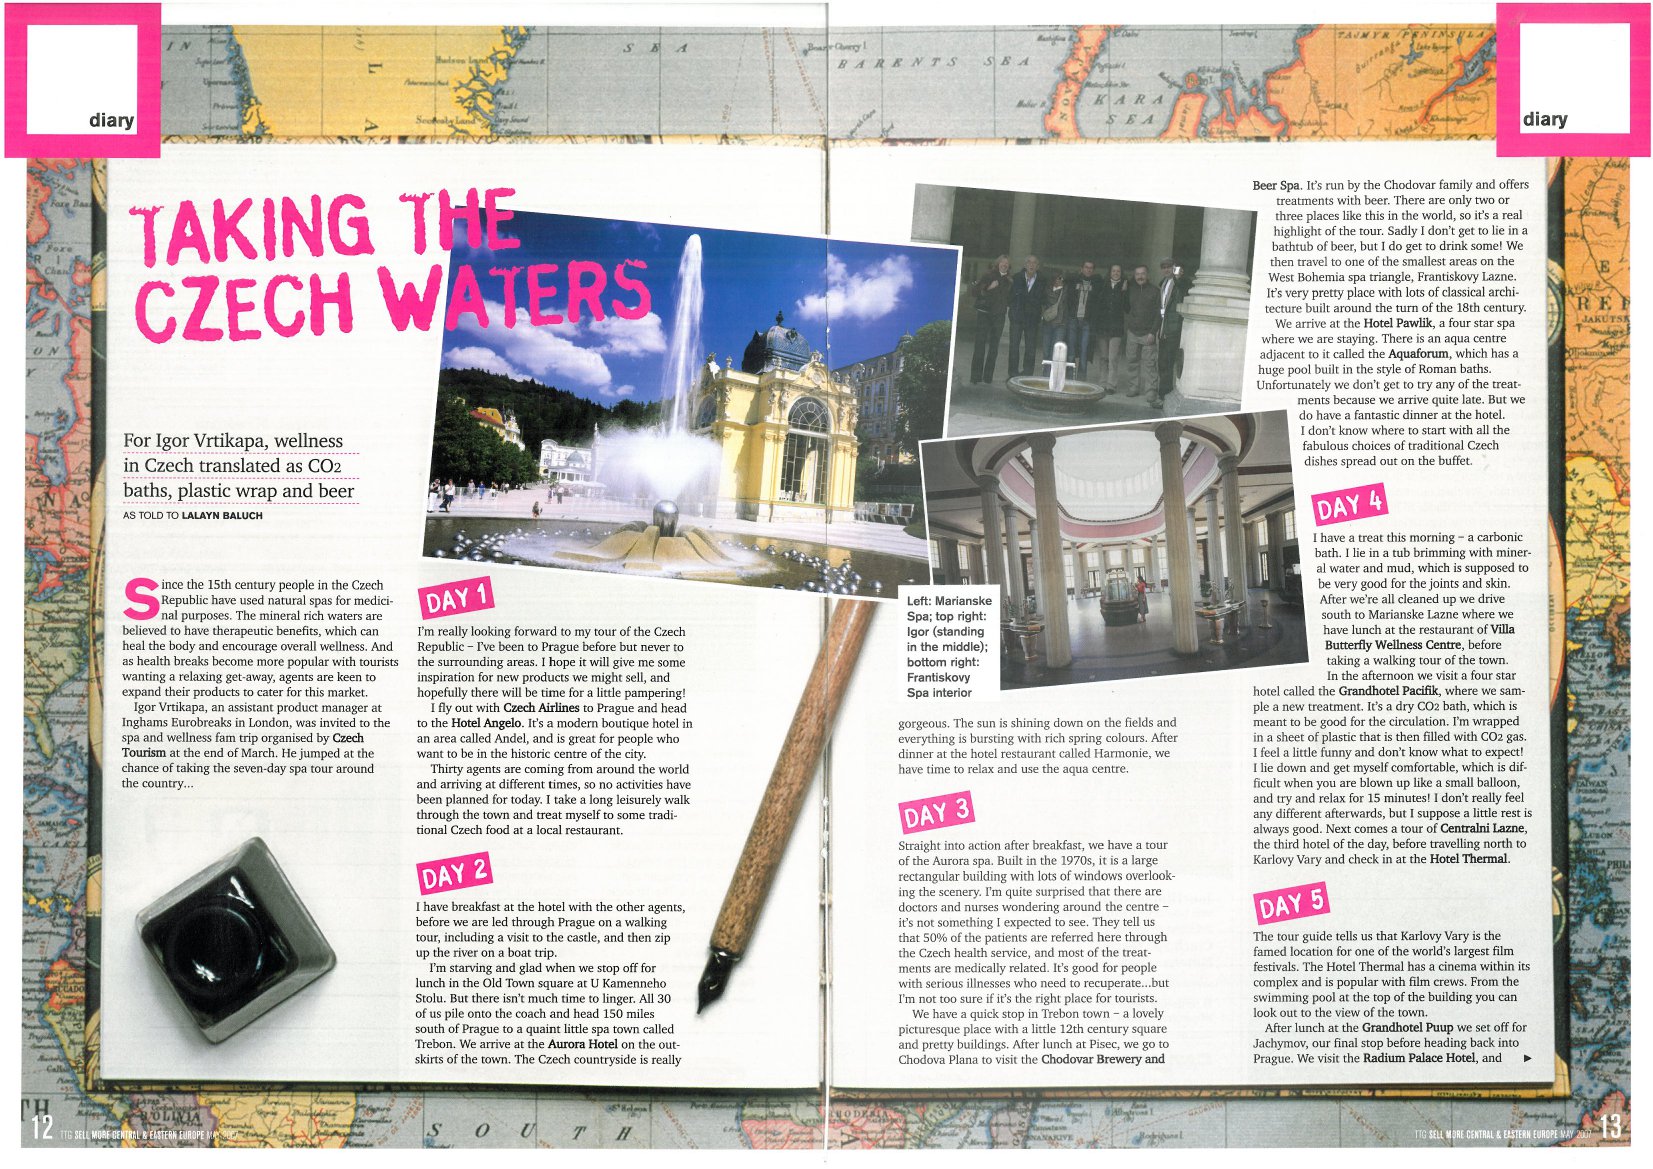 diary
diary
TAKING THE
CZECH WATERS
For Igor Vrtikapa, wellness
in Czech translated as CO2
baths, plastic wrap and beer
AS TOLD TO LALAYN BALUCH
Since the 15th century people in the Czech
Republic have used natural spas for medici-
nal purposes. The mineral rich waters are
believed to have therapeutic benefits, which can
heal the body and encourage overall wellness. And
as health breaks become more popular with tourists
wanting a relaxing get-away, agents are keen to
expand their products to cater for this market.
Igor Vrtikapa, an assistant product manager at
Inghams Eurobreaks in London, was invited to the
spa and wellness fam trip organised by Czech
Tourism at the end of March. He jumped at the
chance of taking the seven-day spa tour around
the country...
DAY 1
I'm really looking forward to my tour of the Czech
Republic – I've been to Prague before but never to
the surrounding areas. I hope it will give me some
inspiration for new products we might sell, and
hopefully there will be time for a little pampering!
I fly out with Czech Airlines to Prague and head
to the Hotel Angelo. It's a modern boutique hotel in
an area called Andel, and is great for people who
want to be in the historic centre of the city.
Thirty agents are coming from around the world
and arriving at different times, so no activities have
been planned for today. I take a long leisurely walk
through the town and treat myself to some tradi-
tional Czech food at a local restaurant.
DAY 2
I have breakfast at the hotel with the other agents,
before we are led through Prague on a walking
tour, including a visit to the castle, and then zip
up the river on a boat trip.
I'm starving and glad when we stop off for
lunch in the Old Town square at U Kamenneho
Stolu. But there isn't much time to linger. All 30
of us pile onto the coach and head 150 miles
south of Prague to a quaint little spa town called
Trebon. We arrive at the Aurora Hotel on the out-
skirts of the town. The Czech countryside is really
Left: Marianske
Spa; top right:
Igor (standing
in the middle);
bottom right:
Frantiskovy
Spa interior
gorgeous. The sun is shining down on the fields and
everything is bursting with rich spring colours. After
dinner at the hotel restaurant called Harmonie, we
have time to relax and use the aqua centre.
DAY 3
Straight into action after breakfast, we have a tour
of the Aurora spa. Built in the 1970s, it is a large
rectangular building with lots of windows overlook-
ing the scenery. I'm quite surprised that there are
doctors and nurses wondering around the centre –
it's not something I expected to see. They tell us
that 50% of the patients are referred here through
the Czech health service, and most of the treat-
ments are medically related. It's good for people
with serious illnesses who need to recuperate...but
I'm not too sure if it's the right place for tourists.
We have a quick stop in Trebon town – a lovely
picturesque place with a little 12th century square
and pretty buildings. After lunch at Pisec, we go to
Chodova Plana to visit the Chodovar Brewery and
Beer Spa. It's run by the Chodovar family and offers
treatments with beer. There are only two or
three places like this in the world, so it's a real
highlight of the tour. Sadly I don't get to lie in a
bathtub of beer, but I do get to drink some! We
then travel to one of the smallest areas on the
West Bohemia spa triangle, Frantiskovy Lazne.
It's very pretty place with lots of classical archi-
tecture built around the turn of the 18th century.
We arrive at the Hotel Pawlik, a four star spa
where we are staying. There is an aqua centre
adjacent to it called the Aquaforum, which has a
huge pool built in the style of Roman baths.
Unfortunately we don't get to try any of the treat-
ments because we arrive quite late. But we
do have a fantastic dinner at the hotel.
I don't know where to start with all the
fabulous choices of traditional Czech
dishes spread out on the buffet.
DAY 4
I have a treat this morning – a carbonic
bath. I lie in a tub brimming with miner-
al water and mud, which is supposed to
be very good for the joints and skin.
After we're all cleaned up we drive
south to Marianske Lazne where we
have lunch at the restaurant of Villa
Butterfly Wellness Centre, before
taking a walking tour of the town.
In the afternoon we visit a four star
hotel called the Grandhotel Pacifik, where we sam-
ple a new treatment. It's a dry CO2 bath, which is
meant to be good for the circulation. I'm wrapped
in a sheet of plastic that is then filled with CO2 gas.
I feel a little funny and don't know what to expect!
I lie down and get myself comfortable, which is dif-
ficult when you are blown up like a small balloon,
and try and relax for 15 minutes! I don't really feel
any different afterwards, but I suppose a little rest is
always good. Next comes a tour of Centralni Lazne,
the third hotel of the day, before travelling north to
Karlovy Vary and check in at the Hotel Thermal.
DAY 5
The tour guide tells us that Karlovy Vary is the
famed location for one of the world's largest film
festivals. The Hotel Thermal has a cinema within its
complex and is popular with film crews. From the
swimming pool at the top of the building you can
look out to the view of the town.
After lunch at the Grandhotel Puup we set off for
Jachymov, our final stop before heading back into
Prague. We visit the Radium Palace Hotel, and
12 TTG SELL MORE CENTRAL & EASTERN EUROPE MAY 2007
TTG SELL MORE CENTRAL & EASTERN EUROPE MAY 2007 13
SEA
BARENTS SEA
KARA
SEA
TAIMYR PENINSULA
Hudson Land
Scoresby Land
BOLIVIA
SOUTH